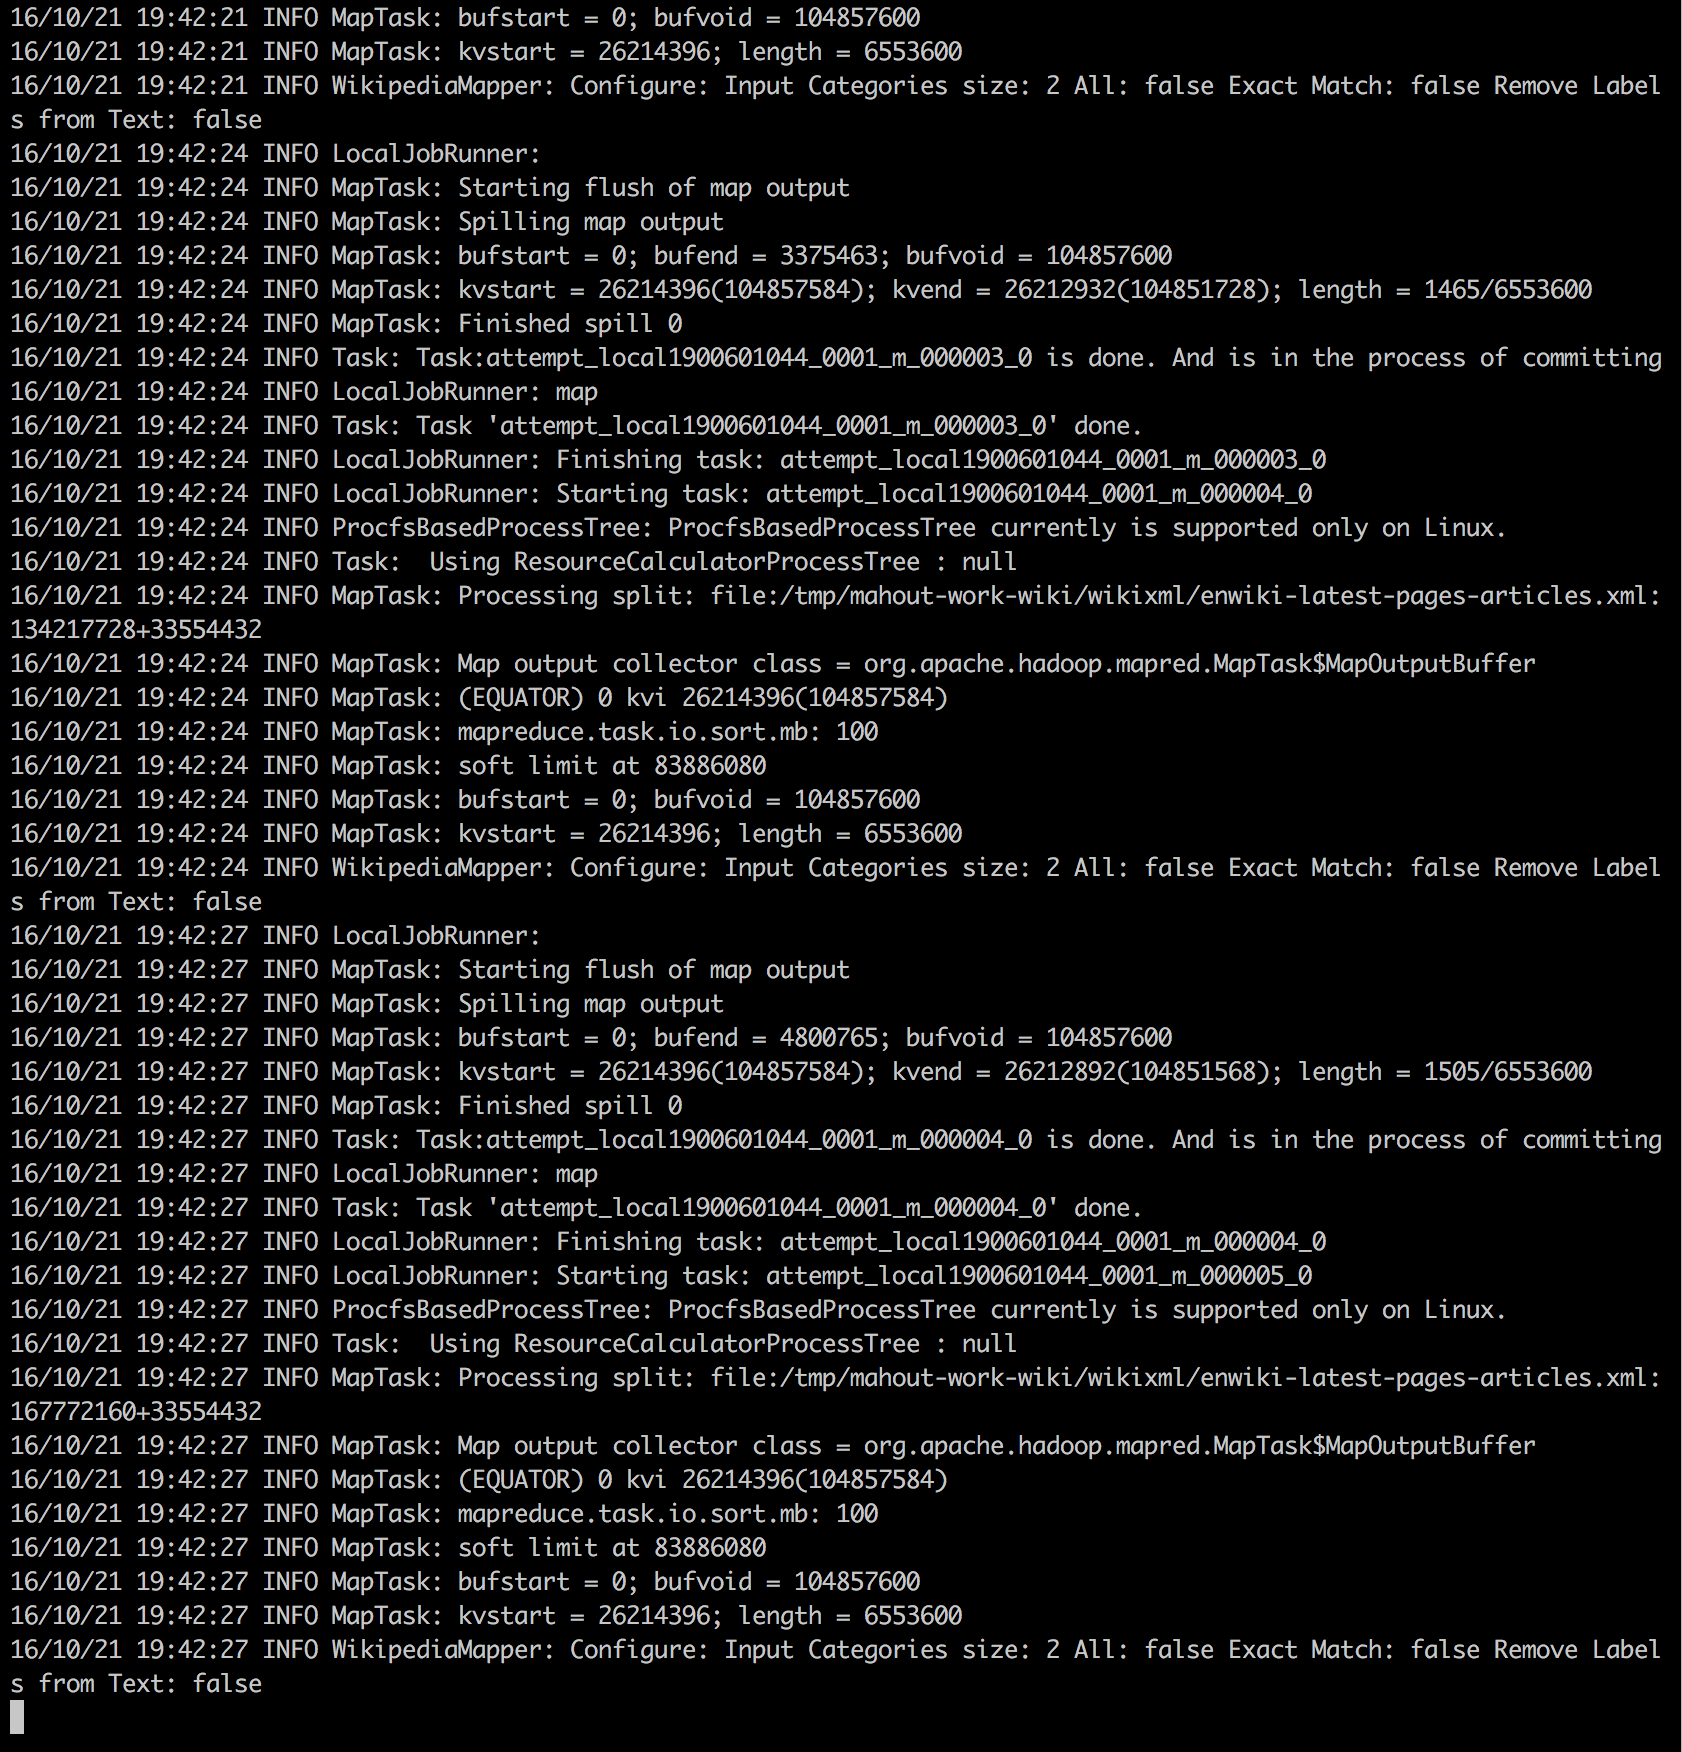 16/10/21 19:42:21 INFO MapTask: bufstart = 0; bufvoid = 104857600
16/10/21 19:42:21 INFO MapTask: kvstart = 26214396; length = 6553600
16/10/21 19:42:21 INFO WikipediaMapper: Configure: Input Categories size: 2 All: false Exact Match: false Remove Label
s from Text: false
16/10/21 19:42:24 INFO LocalJobRunner:
16/10/21 19:42:24 INFO MapTask: Starting flush of map output
16/10/21 19:42:24 INFO MapTask: Spilling map output
16/10/21 19:42:24 INFO MapTask: bufstart = 0; bufend = 3375463; bufvoid = 104857600
16/10/21 19:42:24 INFO MapTask: kvstart = 26214396(104857584); kvend = 26212932(104851728); length = 1465/6553600
16/10/21 19:42:24 INFO MapTask: Finished spill 0
16/10/21 19:42:24 INFO Task: Task:attempt_local1900601044_0001_m_000003_0 is done. And is in the process of committing
16/10/21 19:42:24 INFO LocalJobRunner: map
16/10/21 19:42:24 INFO Task: Task 'attempt_local1900601044_0001_m_000003_0' done.
16/10/21 19:42:24 INFO LocalJobRunner: Finishing task: attempt_local1900601044_0001_m_000003_0
16/10/21 19:42:24 INFO LocalJobRunner: Starting task: attempt_local1900601044_0001_m_000004_0
16/10/21 19:42:24 INFO ProcfsBasedProcessTree: ProcfsBasedProcessTree currently is supported only on Linux.
16/10/21 19:42:24 INFO Task:  Using ResourceCalculatorProcessTree : null
16/10/21 19:42:24 INFO MapTask: Processing split: file:/tmp/mahout-work-wiki/wikixml/enwiki-latest-pages-articles.xml:
134217728+33554432
16/10/21 19:42:24 INFO MapTask: Map output collector class = org.apache.hadoop.mapred.MapTask$MapOutputBuffer
16/10/21 19:42:24 INFO MapTask: (EQUATOR) 0 kvi 26214396(104857584)
16/10/21 19:42:24 INFO MapTask: mapreduce.task.io.sort.mb: 100
16/10/21 19:42:24 INFO MapTask: soft limit at 83886080
16/10/21 19:42:24 INFO MapTask: bufstart = 0; bufvoid = 104857600
16/10/21 19:42:24 INFO MapTask: kvstart = 26214396; length = 6553600
16/10/21 19:42:24 INFO WikipediaMapper: Configure: Input Categories size: 2 All: false Exact Match: false Remove Label
s from Text: false
16/10/21 19:42:27 INFO LocalJobRunner:
16/10/21 19:42:27 INFO MapTask: Starting flush of map output
16/10/21 19:42:27 INFO MapTask: Spilling map output
16/10/21 19:42:27 INFO MapTask: bufstart = 0; bufend = 4800765; bufvoid = 104857600
16/10/21 19:42:27 INFO MapTask: kvstart = 26214396(104857584); kvend = 26212892(104851568); length = 1505/6553600
16/10/21 19:42:27 INFO MapTask: Finished spill 0
16/10/21 19:42:27 INFO Task: Task:attempt_local1900601044_0001_m_000004_0 is done. And is in the process of committing
16/10/21 19:42:27 INFO LocalJobRunner: map
16/10/21 19:42:27 INFO Task: Task 'attempt_local1900601044_0001_m_000004_0' done.
16/10/21 19:42:27 INFO LocalJobRunner: Finishing task: attempt_local1900601044_0001_m_000004_0
16/10/21 19:42:27 INFO LocalJobRunner: Starting task: attempt_local1900601044_0001_m_000005_0
16/10/21 19:42:27 INFO ProcfsBasedProcessTree: ProcfsBasedProcessTree currently is supported only on Linux.
16/10/21 19:42:27 INFO Task:  Using ResourceCalculatorProcessTree : null
16/10/21 19:42:27 INFO MapTask: Processing split: file:/tmp/mahout-work-wiki/wikixml/enwiki-latest-pages-articles.xml:
167772160+33554432
16/10/21 19:42:27 INFO MapTask: Map output collector class = org.apache.hadoop.mapred.MapTask$MapOutputBuffer
16/10/21 19:42:27 INFO MapTask: (EQUATOR) 0 kvi 26214396(104857584)
16/10/21 19:42:27 INFO MapTask: mapreduce.task.io.sort.mb: 100
16/10/21 19:42:27 INFO MapTask: soft limit at 83886080
16/10/21 19:42:27 INFO MapTask: bufstart = 0; bufvoid = 104857600
16/10/21 19:42:27 INFO MapTask: kvstart = 26214396; length = 6553600
16/10/21 19:42:27 INFO WikipediaMapper: Configure: Input Categories size: 2 All: false Exact Match: false Remove Label
s from Text: false